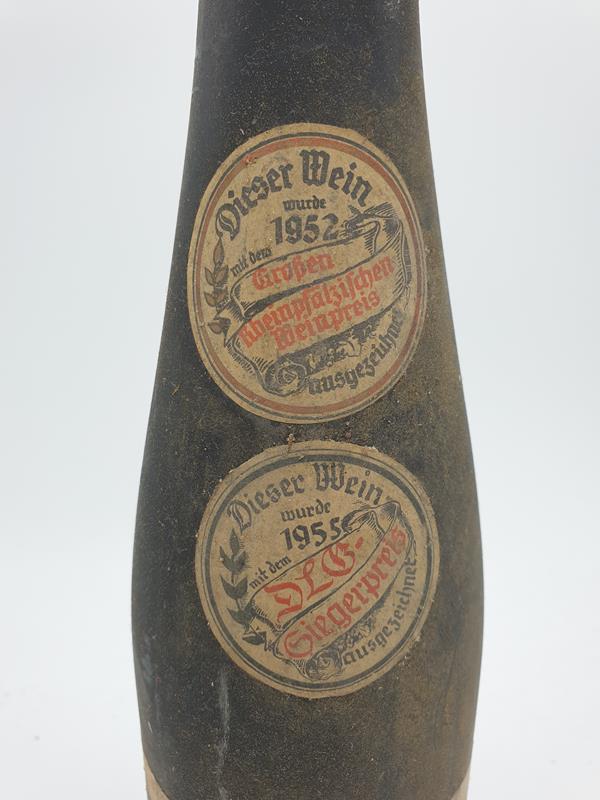 Dieser Wein
wurde
1952
mit dem
Großen
Rheinpfälzischen
Weinpreis
ausgezeichnet
Dieser Wein
wurde
1955
mit dem
DLG-
Siegerpreis
ausgezeichnet